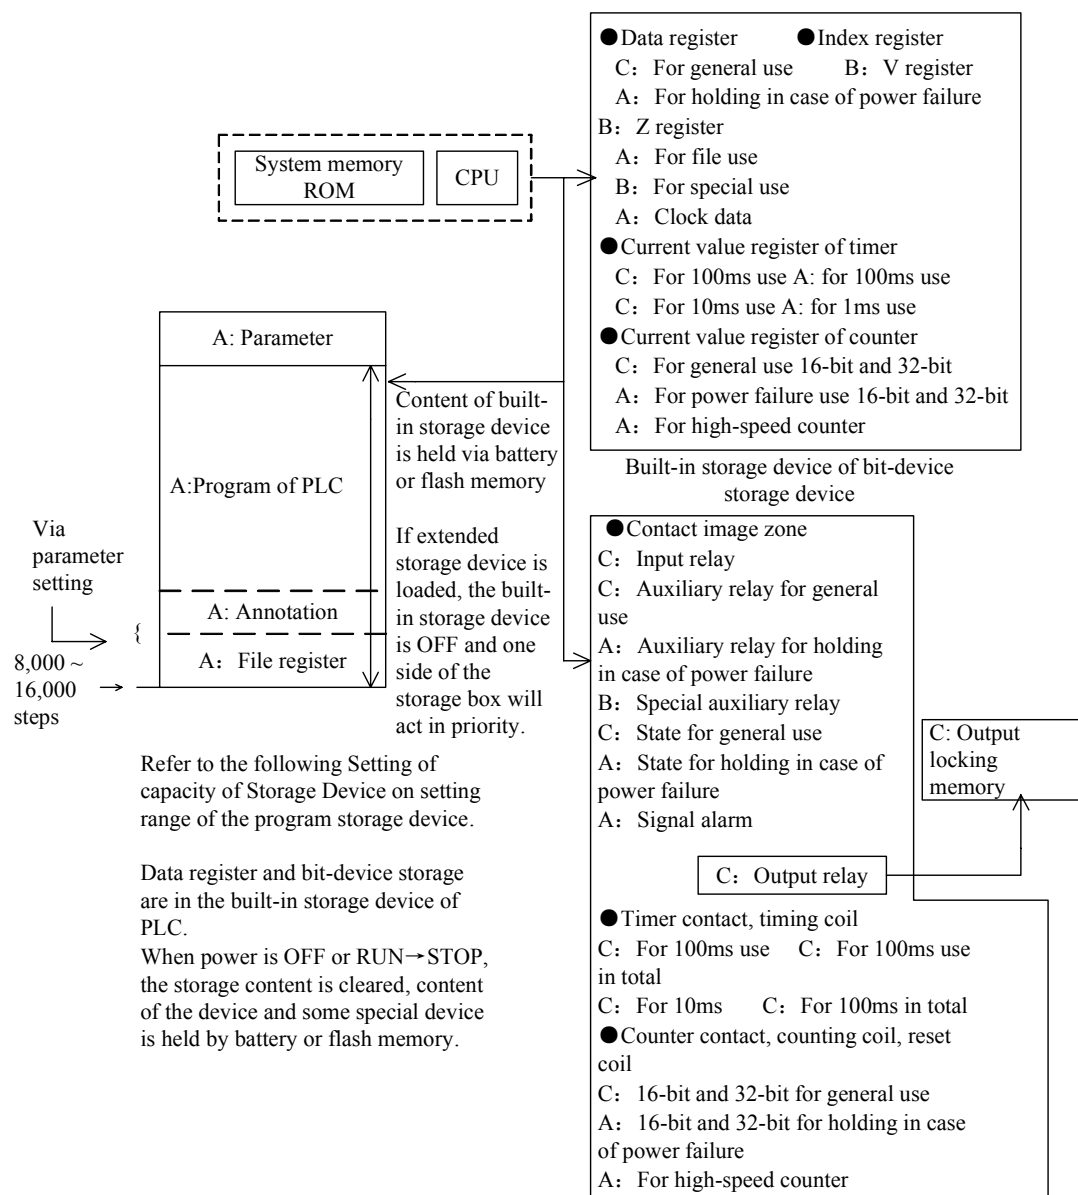 ●Data register ●Index register
C：For general use B：V register
A：For holding in case of power failure
B：Z register
A：For file use
B：For special use
A：Clock data
●Current value register of timer
C：For 100ms use A: for 100ms use
C：For 10ms use A: for 1ms use
●Current value register of counter
C：For general use 16-bit and 32-bit
A：For power failure use 16-bit and 32-bit
A：For high-speed counter
Built-in storage device of bit-device
storage device
System memory
ROM
CPU
A: Parameter
A:Program of PLC
A: Annotation
A：File register
Via
parameter
setting
{
8,000 ~
16,000
steps
Content of built-
in storage device
is held via battery
or flash memory
If extended
storage device is
loaded, the built-
in storage device
is OFF and one
side of the
storage box will
act in priority.
Refer to the following Setting of
capacity of Storage Device on setting
range of the program storage device.
Data register and bit-device storage
are in the built-in storage device of
PLC.
When power is OFF or RUN→STOP,
the storage content is cleared, content
of the device and some special device
is held by battery or flash memory.
●Contact image zone
C：Input relay
C：Auxiliary relay for general
use
A：Auxiliary relay for holding
in case of power failure
B：Special auxiliary relay
C：State for general use
A：State for holding in case of
power failure
A：Signal alarm
C：Output relay
C: Output
locking
memory
●Timer contact, timing coil
C：For 100ms use C：For 100ms use
in total
C：For 10ms C：For 100ms in total
●Counter contact, counting coil, reset
coil
C：16-bit and 32-bit for general use
A：16-bit and 32-bit for holding in case
of power failure
A：For high-speed counter